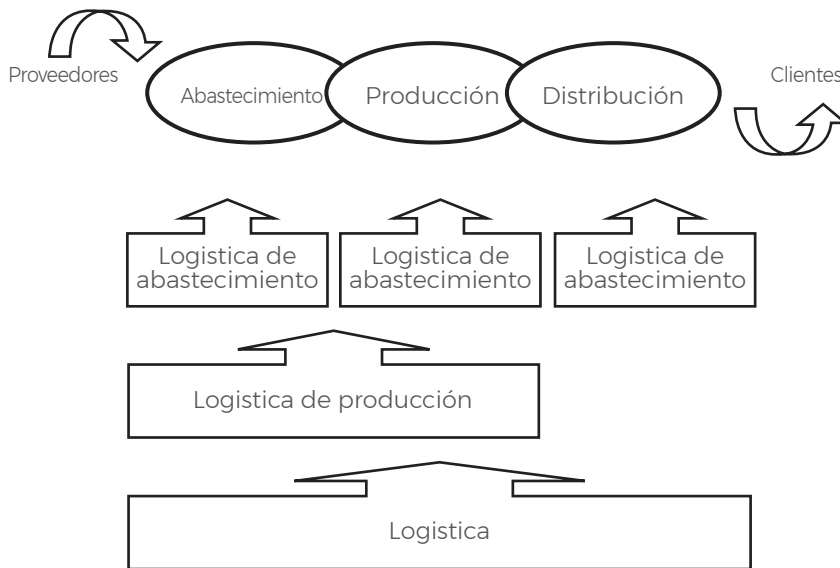 Proveedores
Abastecimiento
Producción
Distribución
Clientes
Logistica de
abastecimiento
Logistica de
abastecimiento
Logistica de
abastecimiento
Logistica de producción
Logistica